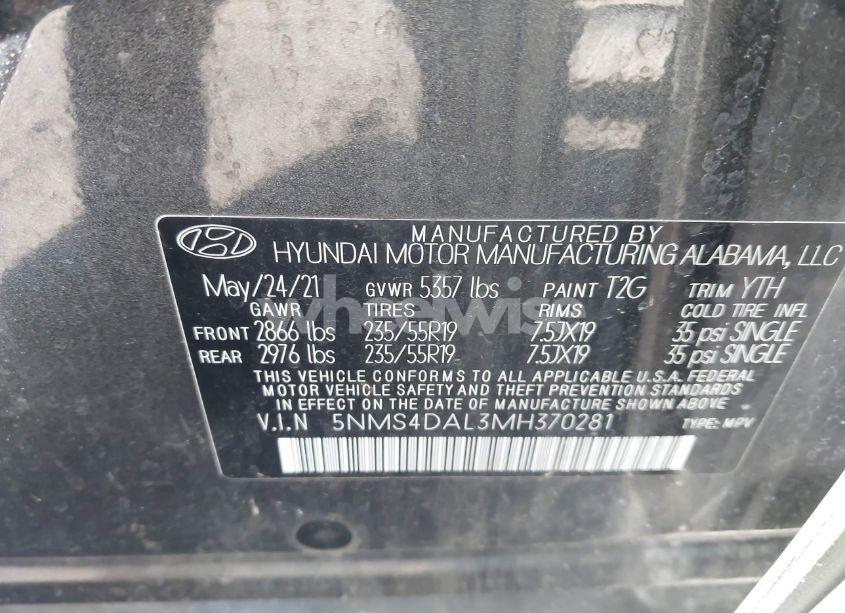 MANUFACTURED BY
HYUNDAI MOTOR MANUFACTURING ALABAMA, LLC
May/24/21 GVWR 5357 lbs PAINT T2G TRIM YTH
GAWR TIRES RIMS COLD TIRE INFL
FRONT 2866 lbs 235/55R19 7.5JX19 35 psi SINGLE
REAR 2976 lbs 235/55R19 7.5JX19 35 psi SINGLE
THIS VEHICLE CONFORMS TO ALL APPLICABLE U.S.A. FEDERAL
MOTOR VEHICLE SAFETY AND THEFT PREVENTION STANDARDS
IN EFFECT ON THE DATE OF MANUFACTURE SHOWN ABOVE.
V.I.N 5NMS4DAL3MH370281 TYPE: MPV
wheelwise